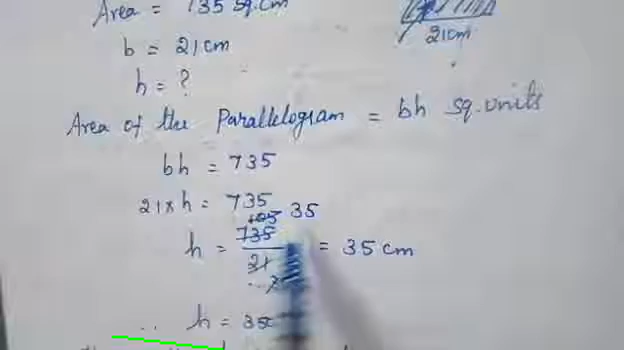 Area = 735 sq.cm
b = 21cm
21cm
h = ?
Area of the Parallelogram = bh sq.units
bh = 735
21 x h = 735
105 35
h = 735/21 = 35 cm
∴ h = 35